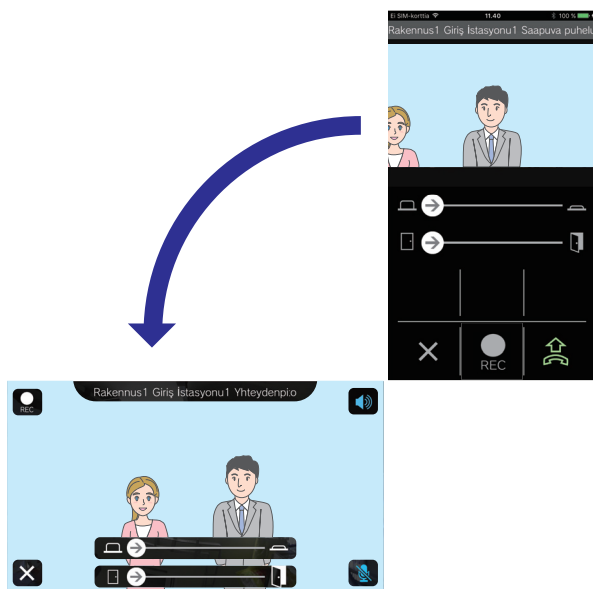 Ei SIM-korttia 11.40 100 %
Rakennus1 Giriş İstasyonu1 Saapuva puhelu
REC
Rakennus1 Giriş İstasyonu1 Yhteydenpi:o
REC